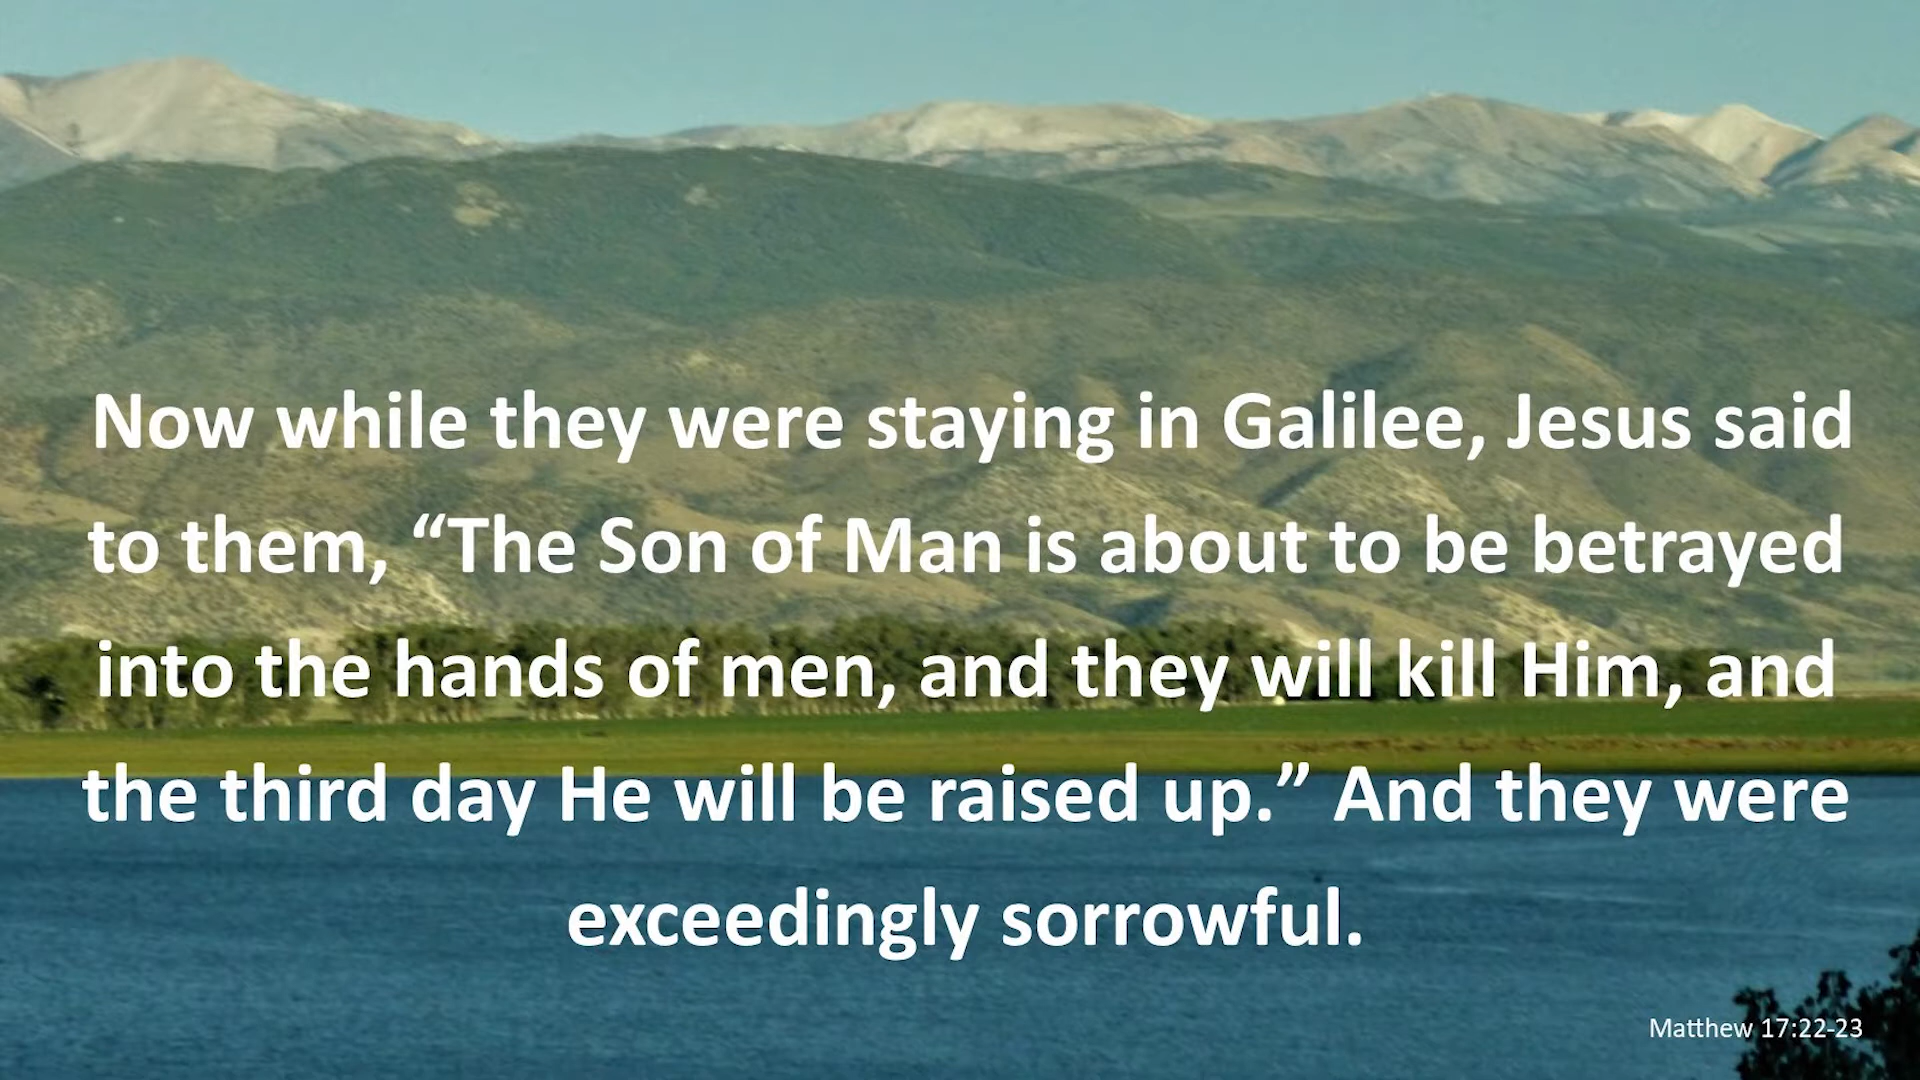 Now while they were staying in Galilee, Jesus said
to them, “The Son of Man is about to be betrayed
into the hands of men, and they will kill Him, and
the third day He will be raised up.” And they were
exceedingly sorrowful.
Matthew 17:22-23